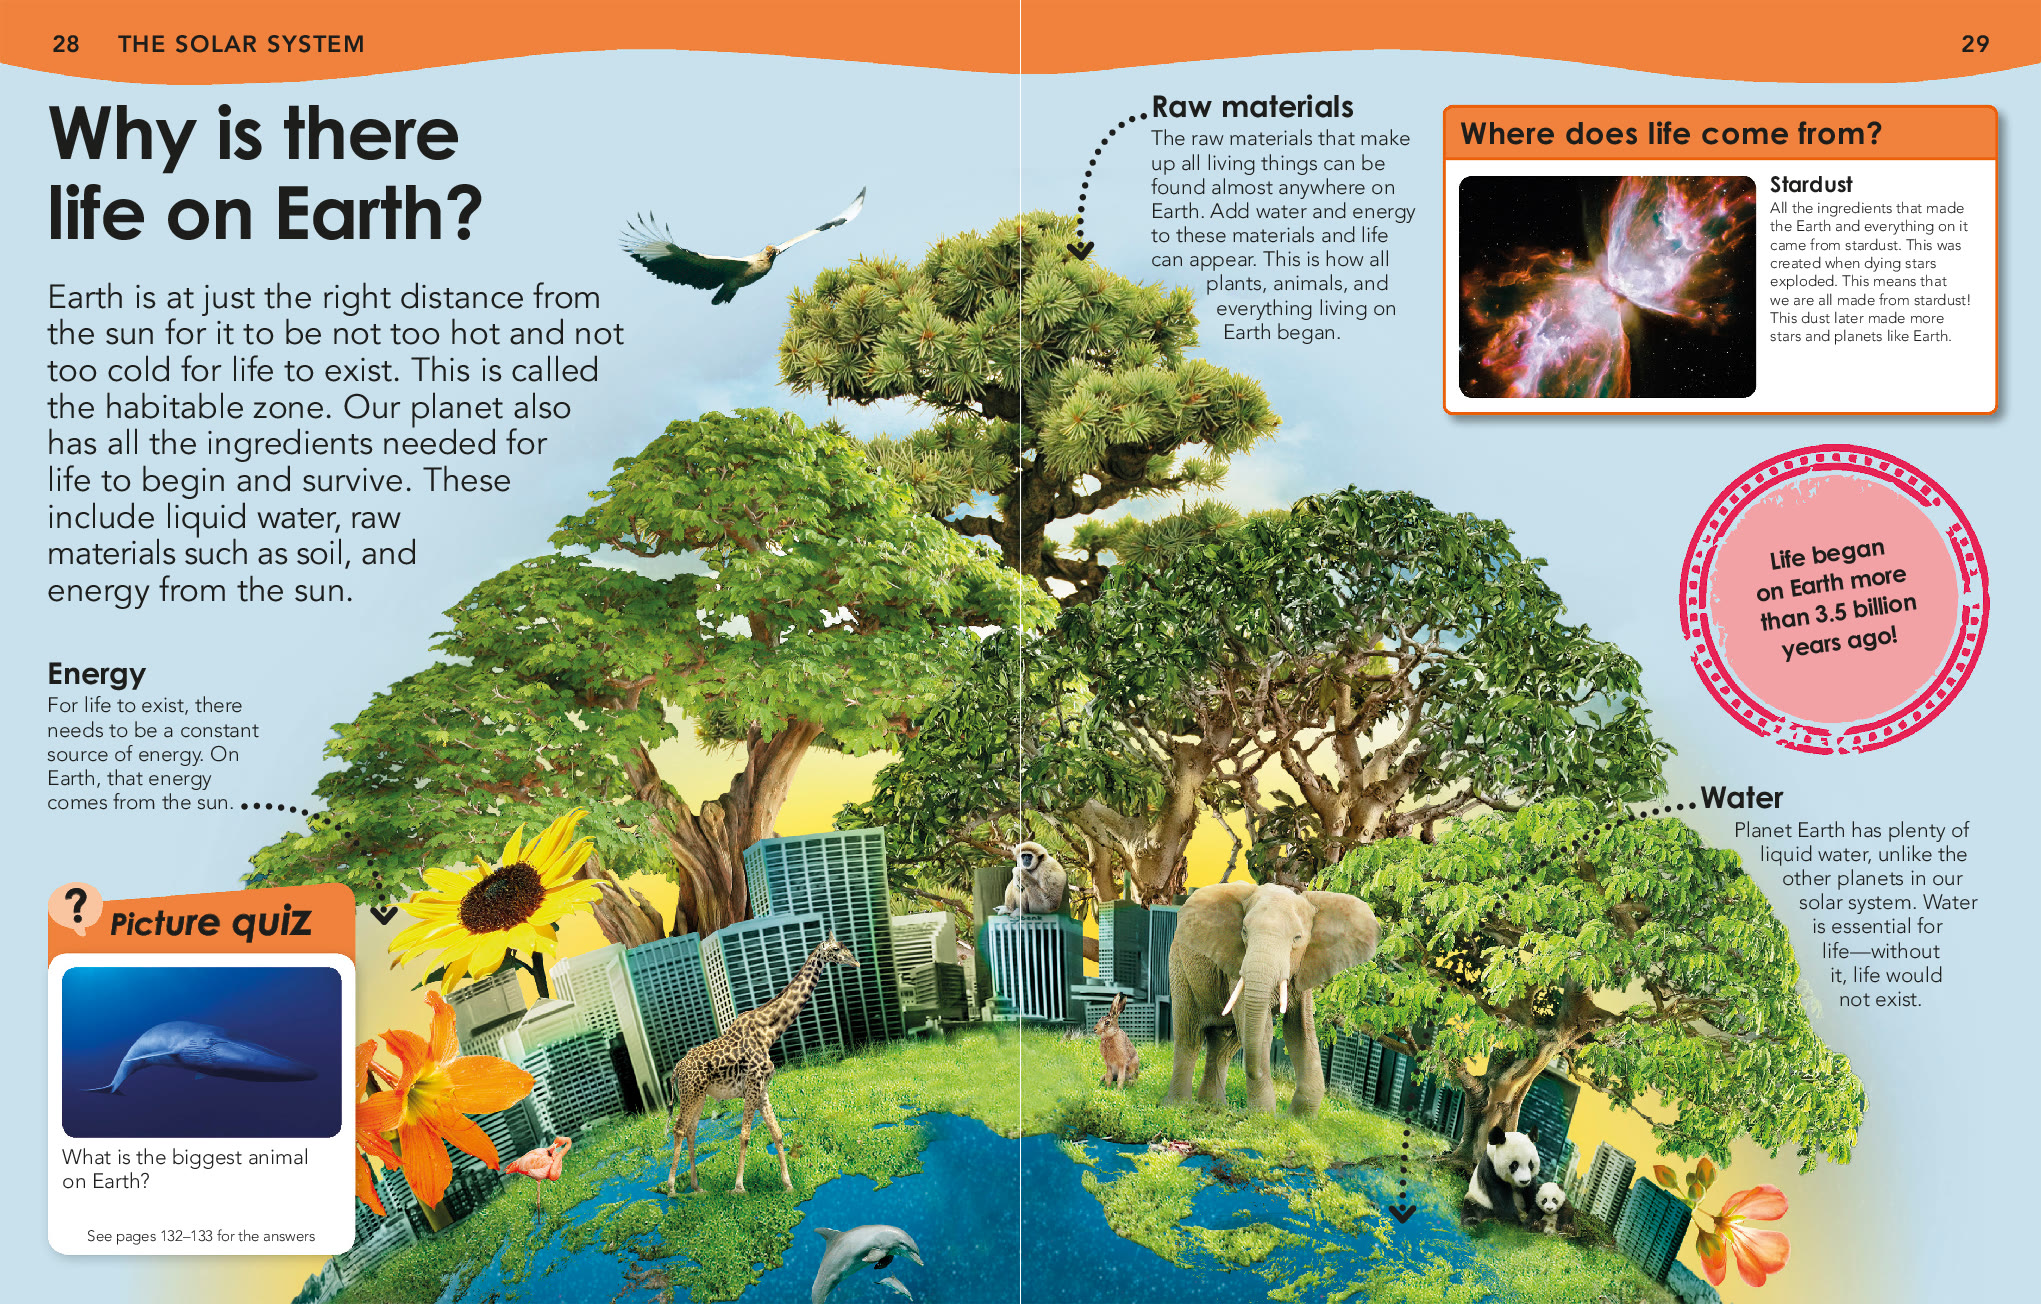 28 THE SOLAR SYSTEM
29
Why is there
life on Earth?
Earth is at just the right distance from
the sun for it to be not too hot and not
too cold for life to exist. This is called
the habitable zone. Our planet also
has all the ingredients needed for
life to begin and survive. These
include liquid water, raw
materials such as soil, and
energy from the sun.
Energy
For life to exist, there
needs to be a constant
source of energy. On
Earth, that energy
comes from the sun.
? Picture quiz
What is the biggest animal
on Earth?
See pages 132–133 for the answers
Raw materials
The raw materials that make
up all living things can be
found almost anywhere on
Earth. Add water and energy
to these materials and life
can appear. This is how all
plants, animals, and
everything living on
Earth began.
Where does life come from?
Stardust
All the ingredients that made
the Earth and everything on it
came from stardust. This was
created when dying stars
exploded. This means that
we are all made from stardust!
This dust later made more
stars and planets like Earth.
Life began
on Earth more
than 3.5 billion
years ago!
Water
Planet Earth has plenty of
liquid water, unlike the
other planets in our
solar system. Water
is essential for
life—without
it, life would
not exist.